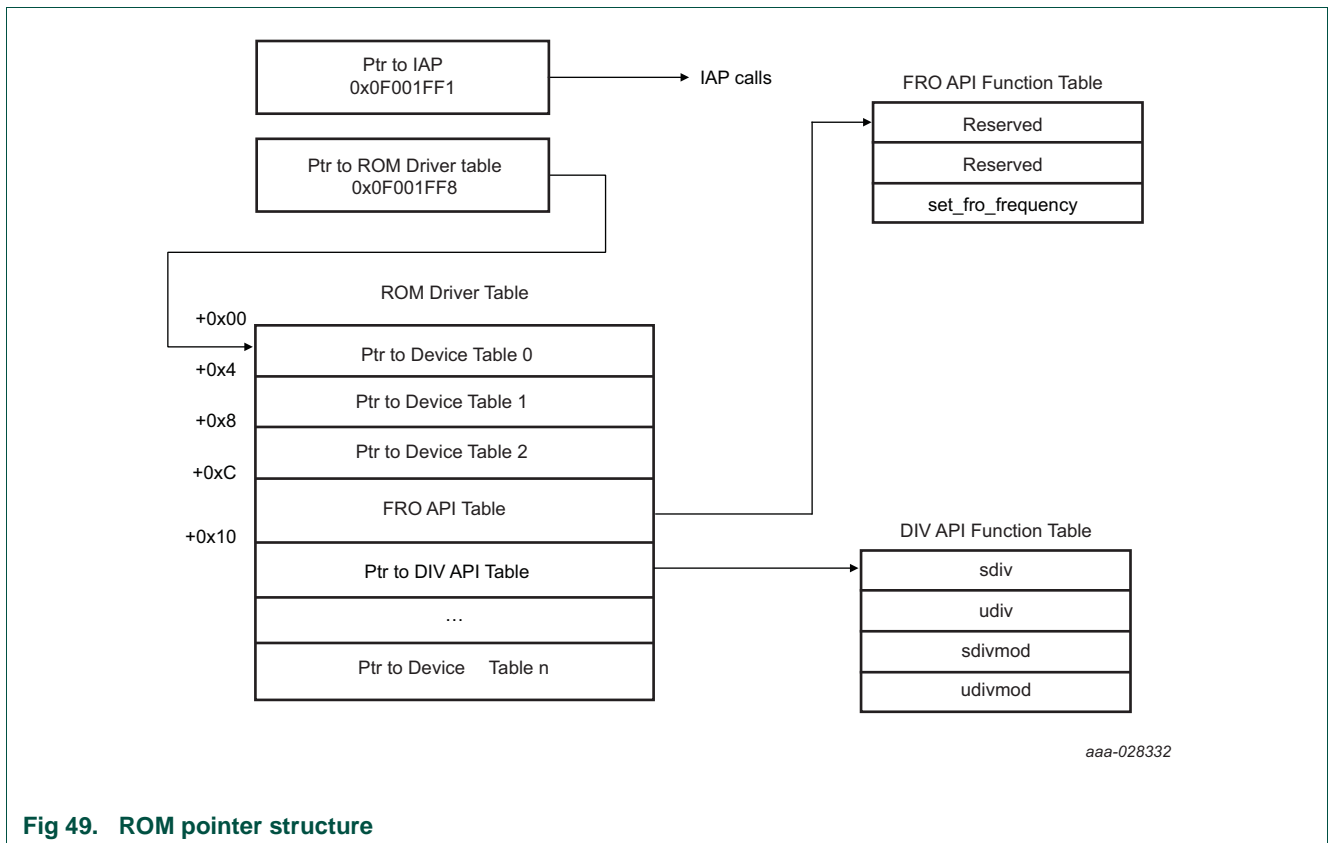 Ptr to IAP
0x0F001FF1
IAP calls
Ptr to ROM Driver table
0x0F001FF8
FRO API Function Table
Reserved
Reserved
set_fro_frequency
ROM Driver Table
+0x00
Ptr to Device Table 0
+0x4
Ptr to Device Table 1
+0x8
Ptr to Device Table 2
+0xC
FRO API Table
+0x10
Ptr to DIV API Table
...
Ptr to Device Table n
DIV API Function Table
sdiv
udiv
sdivmod
udivmod
aaa-028332
Fig 49. ROM pointer structure